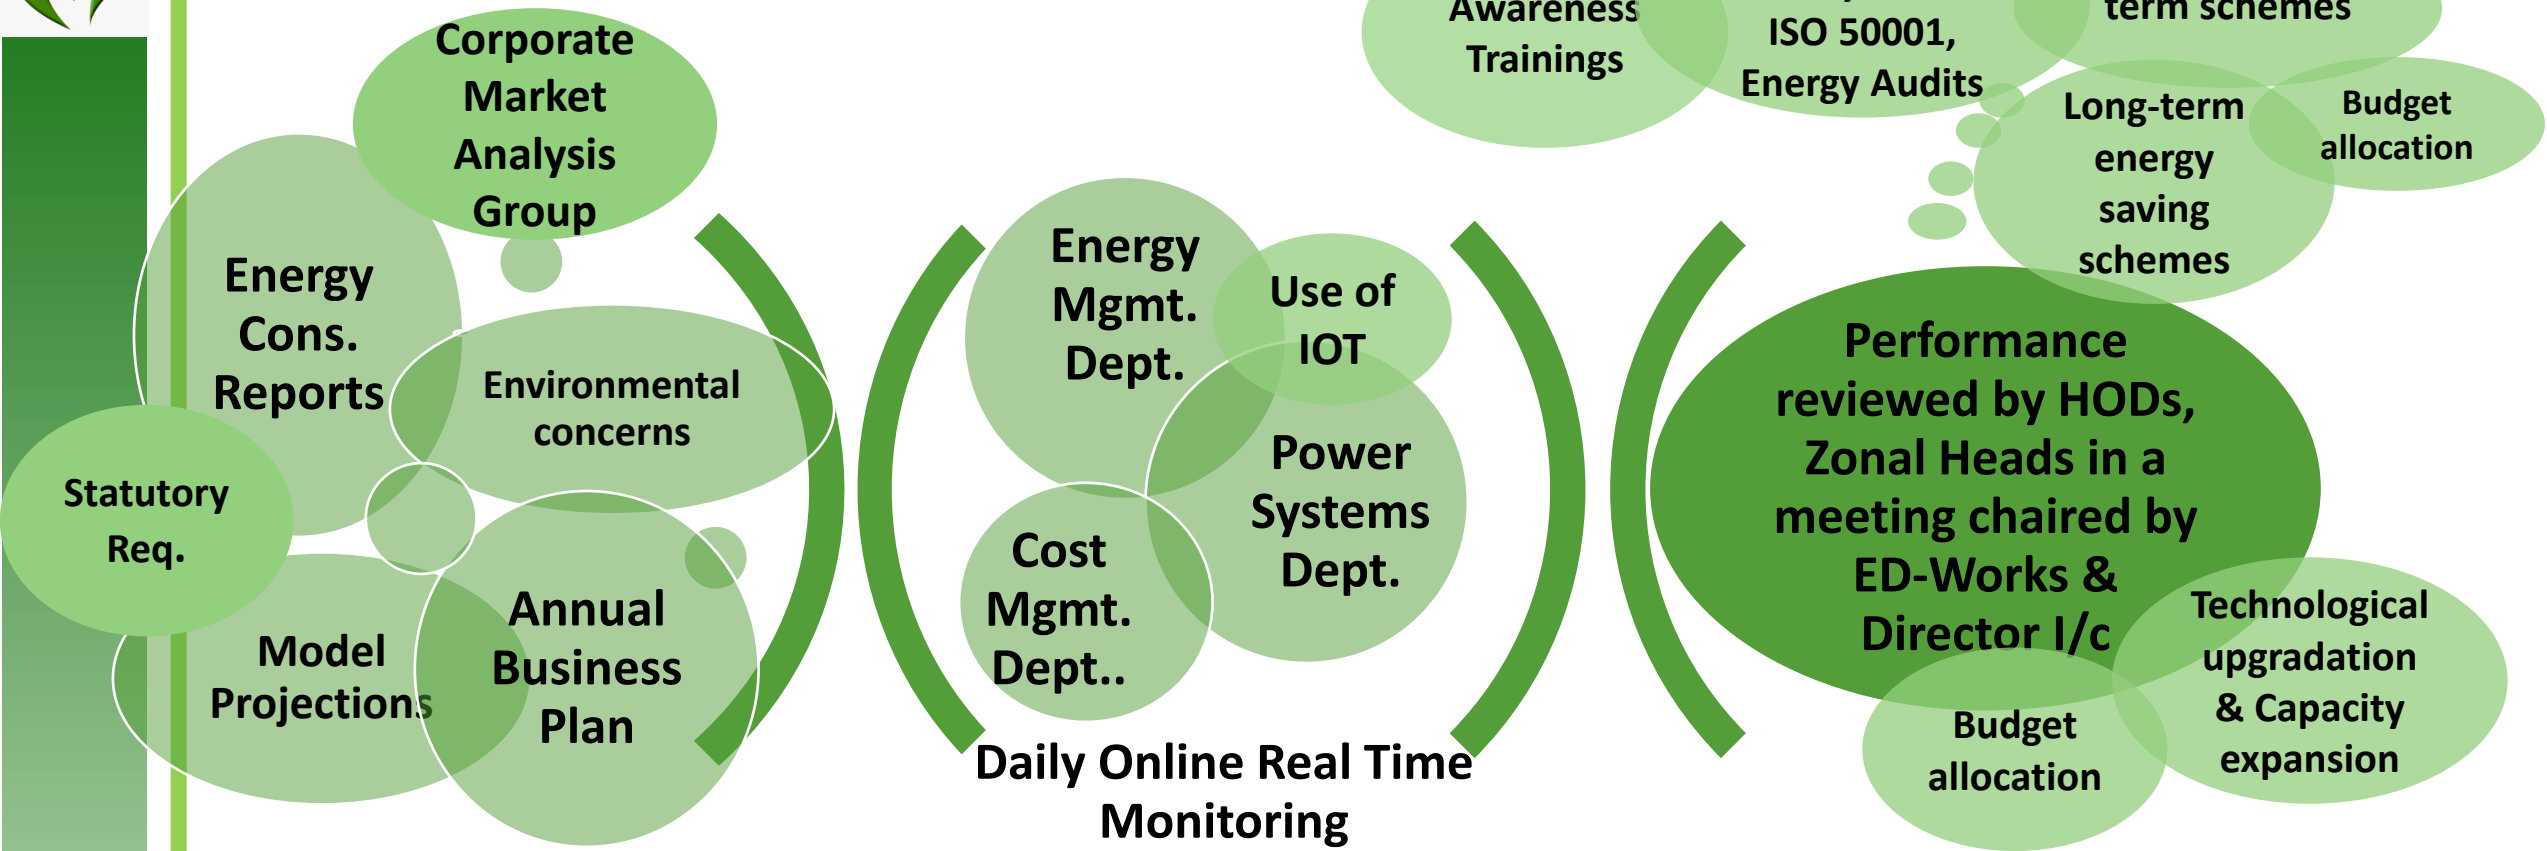 Corporate
Market
Analysis
Group
Energy
Cons.
Reports
Environmental
concerns
Statutory
Req.
Model
Projections
Annual
Business
Plan
Energy
Mgmt.
Dept.
Use of
IOT
Power
Systems
Dept.
Cost
Mgmt.
Dept..
Daily Online Real Time
Monitoring
Awareness
Trainings
ISO 50001,
Energy Audits
term schemes
Long-term
energy
saving
schemes
Budget
allocation
Performance
reviewed by HODs,
Zonal Heads in a
meeting chaired by
ED-Works &
Director I/c
Technological
upgradation
& Capacity
expansion
Budget
allocation